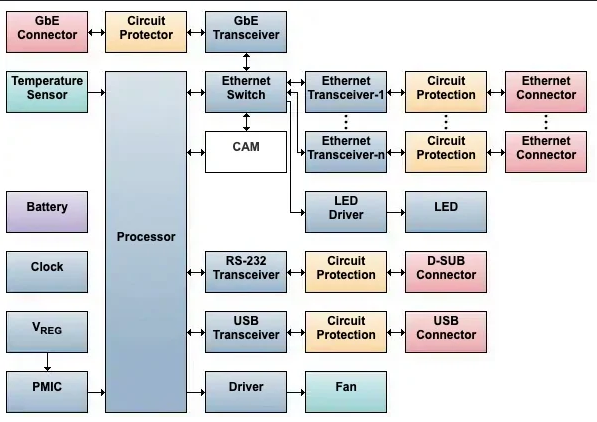 GbE
Connector
Circuit
Protector
GbE
Transceiver
Temperature
Sensor
Processor
Ethernet
Switch
Ethernet
Transceiver-1
Circuit
Protection
Ethernet
Connector
CAM
Ethernet
Transceiver-n
Circuit
Protection
Ethernet
Connector
Battery
LED
Driver
LED
Clock
RS-232
Transceiver
Circuit
Protection
D-SUB
Connector
VREG
USB
Transceiver
Circuit
Protection
USB
Connector
PMIC
Driver
Fan